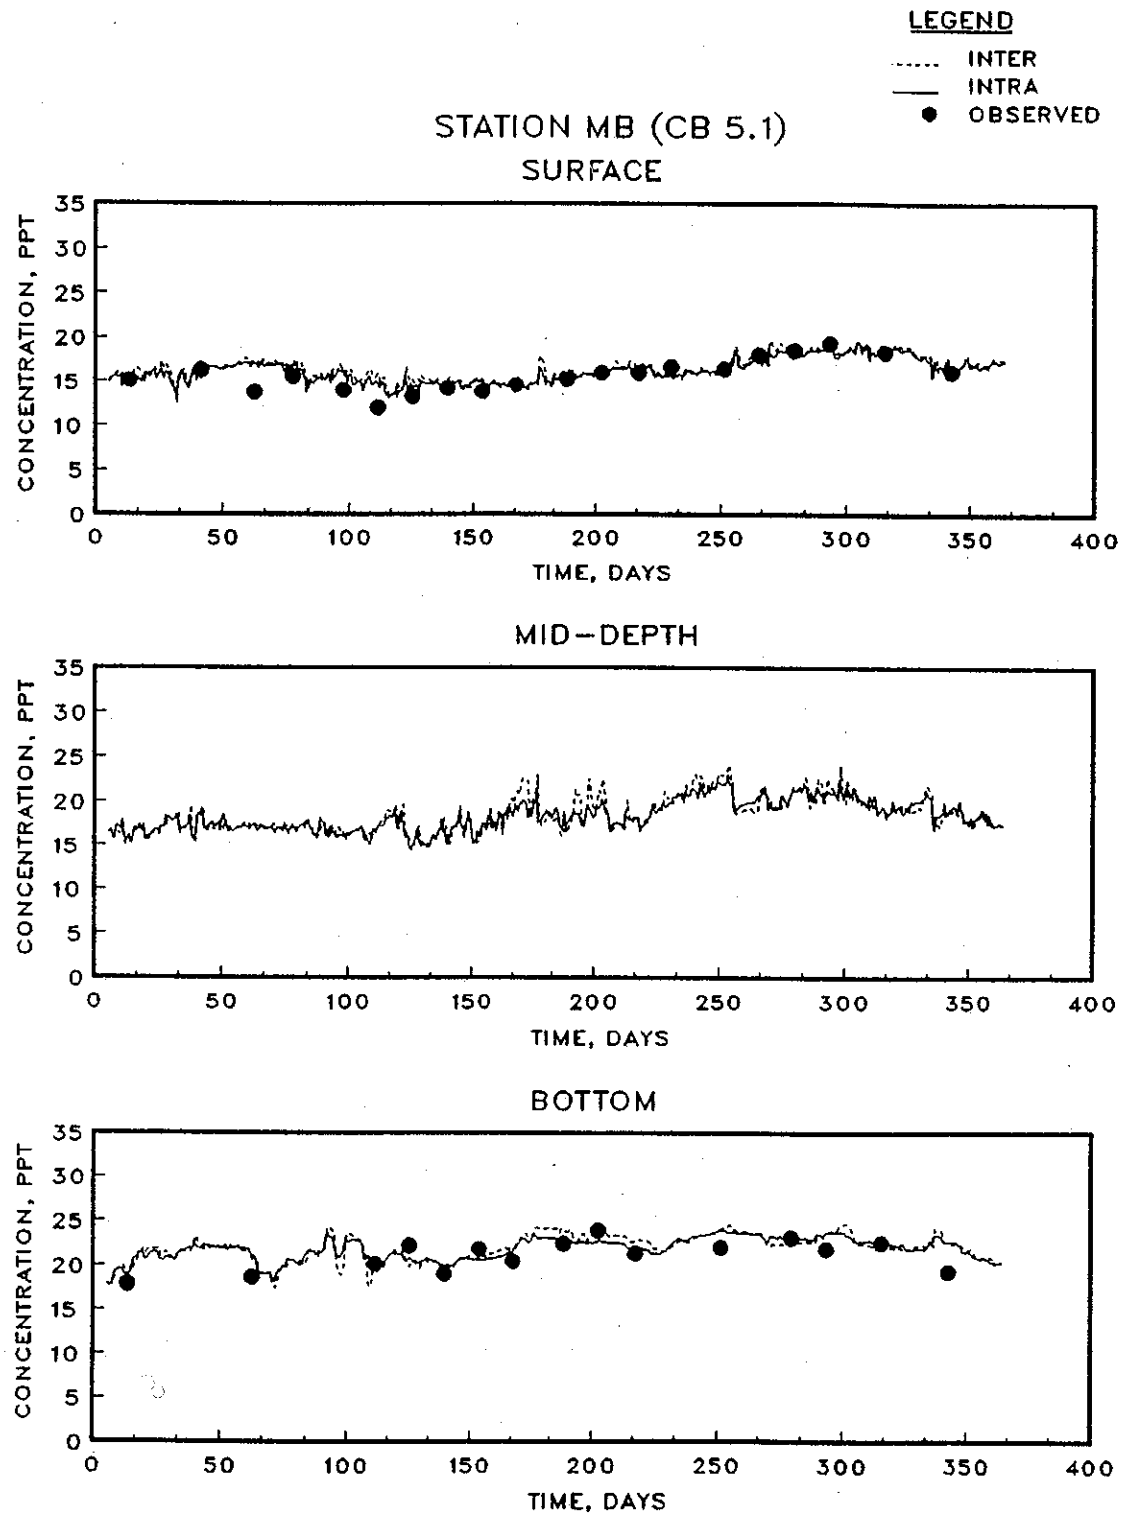 LEGEND
INTER
INTRA
OBSERVED
STATION MB (CB 5.1)
SURFACE
CONCENTRATION, PPT
35
30
25
20
15
10
5
0
0 50 100 150 200 250 300 350 400
TIME, DAYS
MID-DEPTH
CONCENTRATION, PPT
35
30
25
20
15
10
5
0
0 50 100 150 200 250 300 350 400
TIME, DAYS
BOTTOM
CONCENTRATION, PPT
35
30
25
20
15
10
5
0
0 50 100 150 200 250 300 350 400
TIME, DAYS